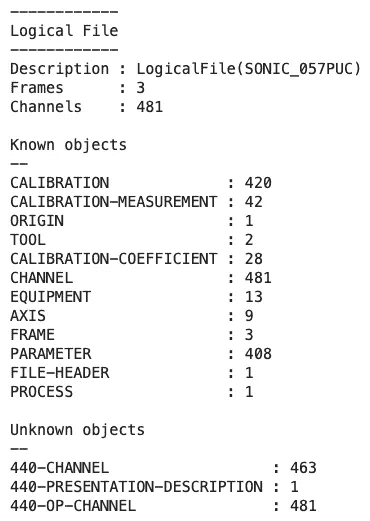 ------------
Logical File
------------
Description : LogicalFile(SONIC_057PUC)
Frames      : 3
Channels    : 481

Known objects
--
CALIBRATION             : 420
CALIBRATION-MEASUREMENT : 42
ORIGIN                  : 1
TOOL                    : 2
CALIBRATION-COEFFICIENT : 28
CHANNEL                 : 481
EQUIPMENT               : 13
AXIS                    : 9
FRAME                   : 3
PARAMETER               : 408
FILE-HEADER             : 1
PROCESS                 : 1

Unknown objects
--
440-CHANNEL                  : 463
440-PRESENTATION-DESCRIPTION : 1
440-OP-CHANNEL               : 481